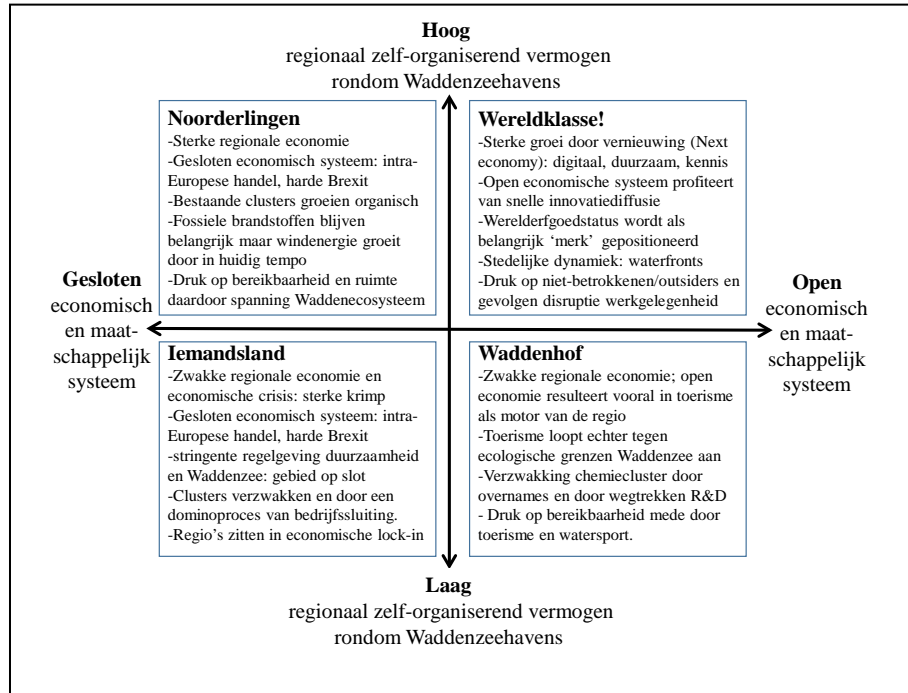 Hoog
regionaal zelf-organiserend vermogen
rondom Waddenzeehavens
Noorderlingen
-Sterke regionale economie
-Gesloten economisch systeem: intra-
Europese handel, harde Brexit
-Bestaande clusters groeien organisch
-Fossiele brandstoffen blijven
belangrijk maar windenergie groeit
door in huidig tempo
-Druk op bereikbaarheid en ruimte
daardoor spanning Waddenecosysteem
Wereldklasse!
-Sterke groei door vernieuwing (Next
economy): digitaal, duurzaam, kennis
-Open economische systeem profiteert
van snelle innovatiediffusie
-Werelderfgoedstatus wordt als
belangrijk ‘merk’ gepositioneerd
-Stedelijke dynamiek: waterfronts
-Druk op niet-betrokkenen/outsiders en
gevolgen disruptie werkgelegenheid
Gesloten
economisch
en maat-
schappelijk
systeem
Open
economisch
en maat-
schappelijk
systeem
Iemandsland
-Zwakke regionale economie en
economische crisis: sterke krimp
-Gesloten economisch systeem: intra-
Europese handel, harde Brexit
-stringente regelgeving duurzaamheid
en Waddenzee: gebied op slot
-Clusters verzwakken en door een
dominoproces van bedrijfssluiting.
-Regio’s zitten in economische lock-in
Waddenhof
-Zwakke regionale economie; open
economie resulteert vooral in toerisme
als motor van de regio
-Toerisme loopt echter tegen
ecologische grenzen Waddenzee aan
-Verzwakking chemiecluster door
overnames en door wegtrekken R&D
- Druk op bereikbaarheid mede door
toerisme en watersport.
Laag
regionaal zelf-organiserend vermogen
rondom Waddenzeehavens